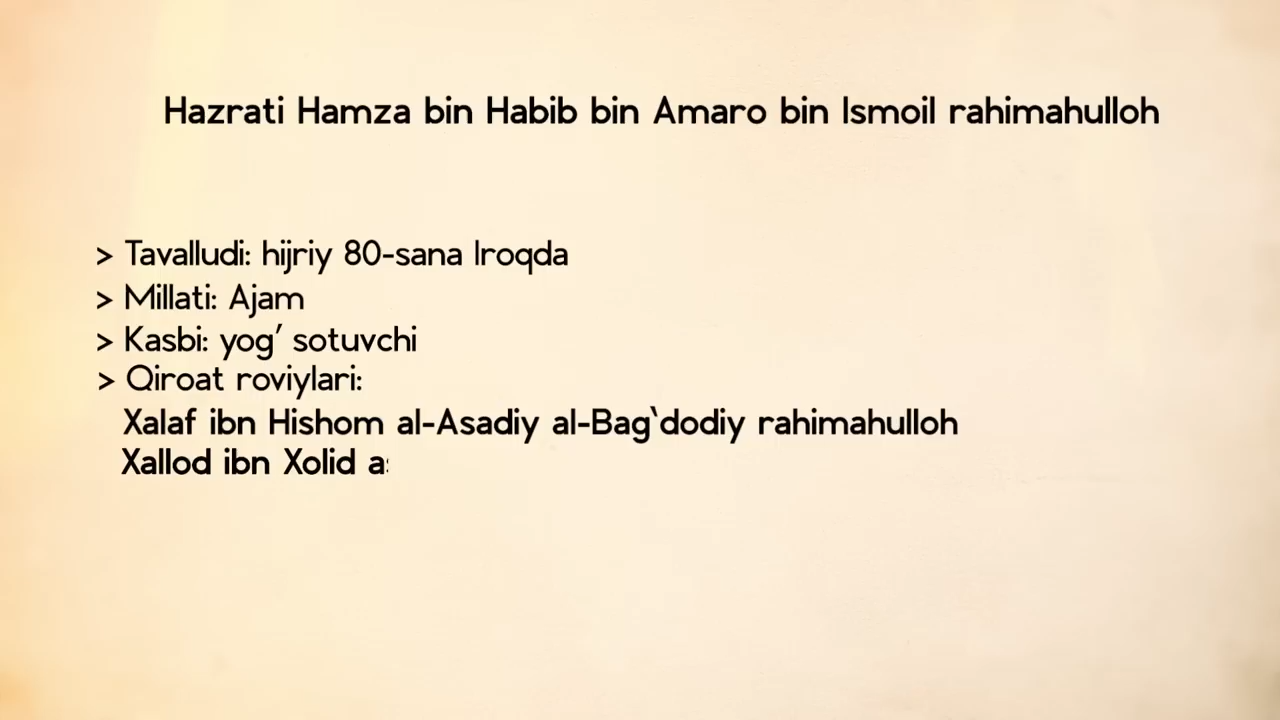 Hazrati Hamza bin Habib bin Amaro bin Ismoil rahimahulloh
> Tavalludi: hijriy 80-sana Iroqda
> Millati: Ajam
> Kasbi: yog’ sotuvchi
> Qiroat roviylari:
Xalaf ibn Hishom al-Asadiy al-Bag‘dodiy rahimahulloh
Xallod ibn Xolid